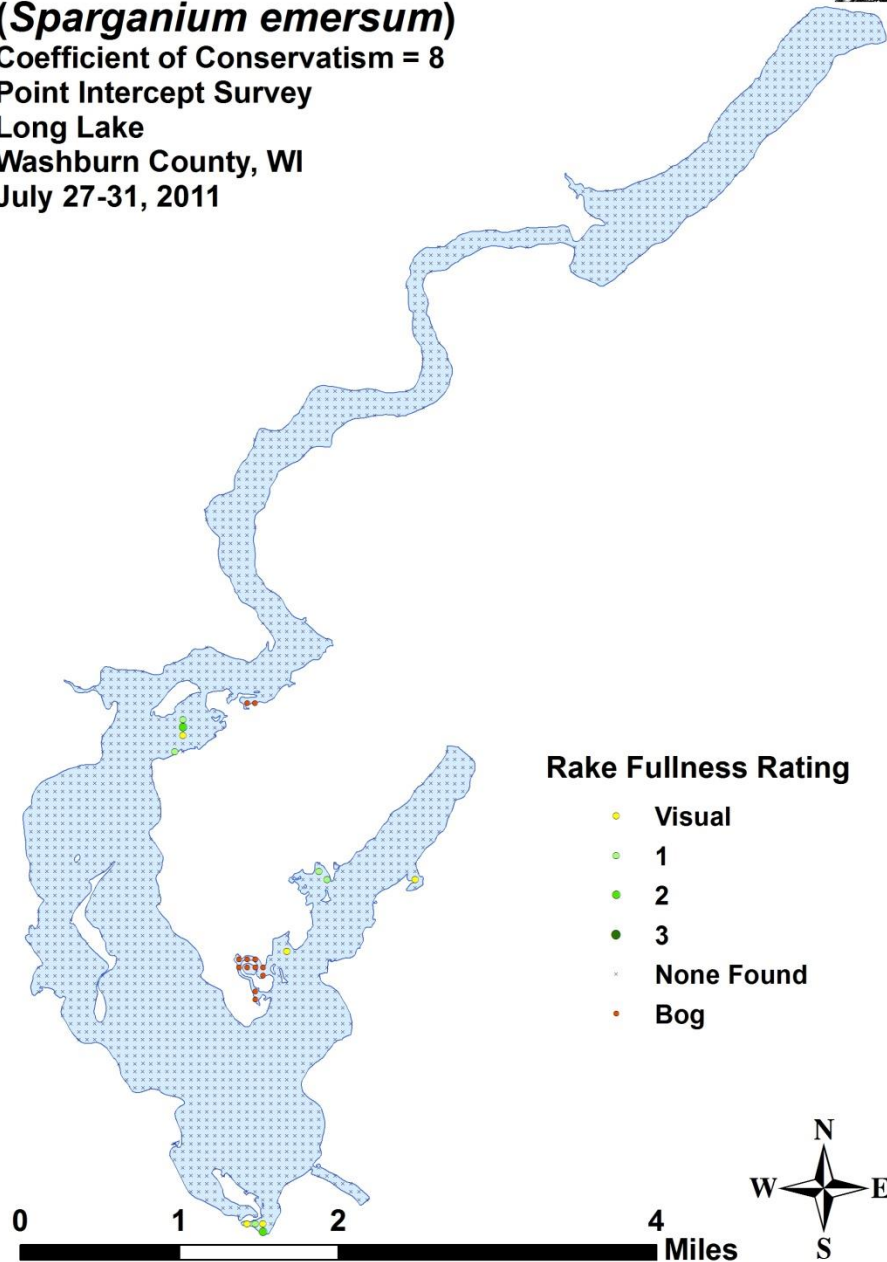 (Sparganium emersum)
Coefficient of Conservatism = 8
Point Intercept Survey
Long Lake
Washburn County, WI
July 27-31, 2011
Rake Fullness Rating
Visual
1
2
3
None Found
Bog
N
W E
S
0 1 2 4
Miles